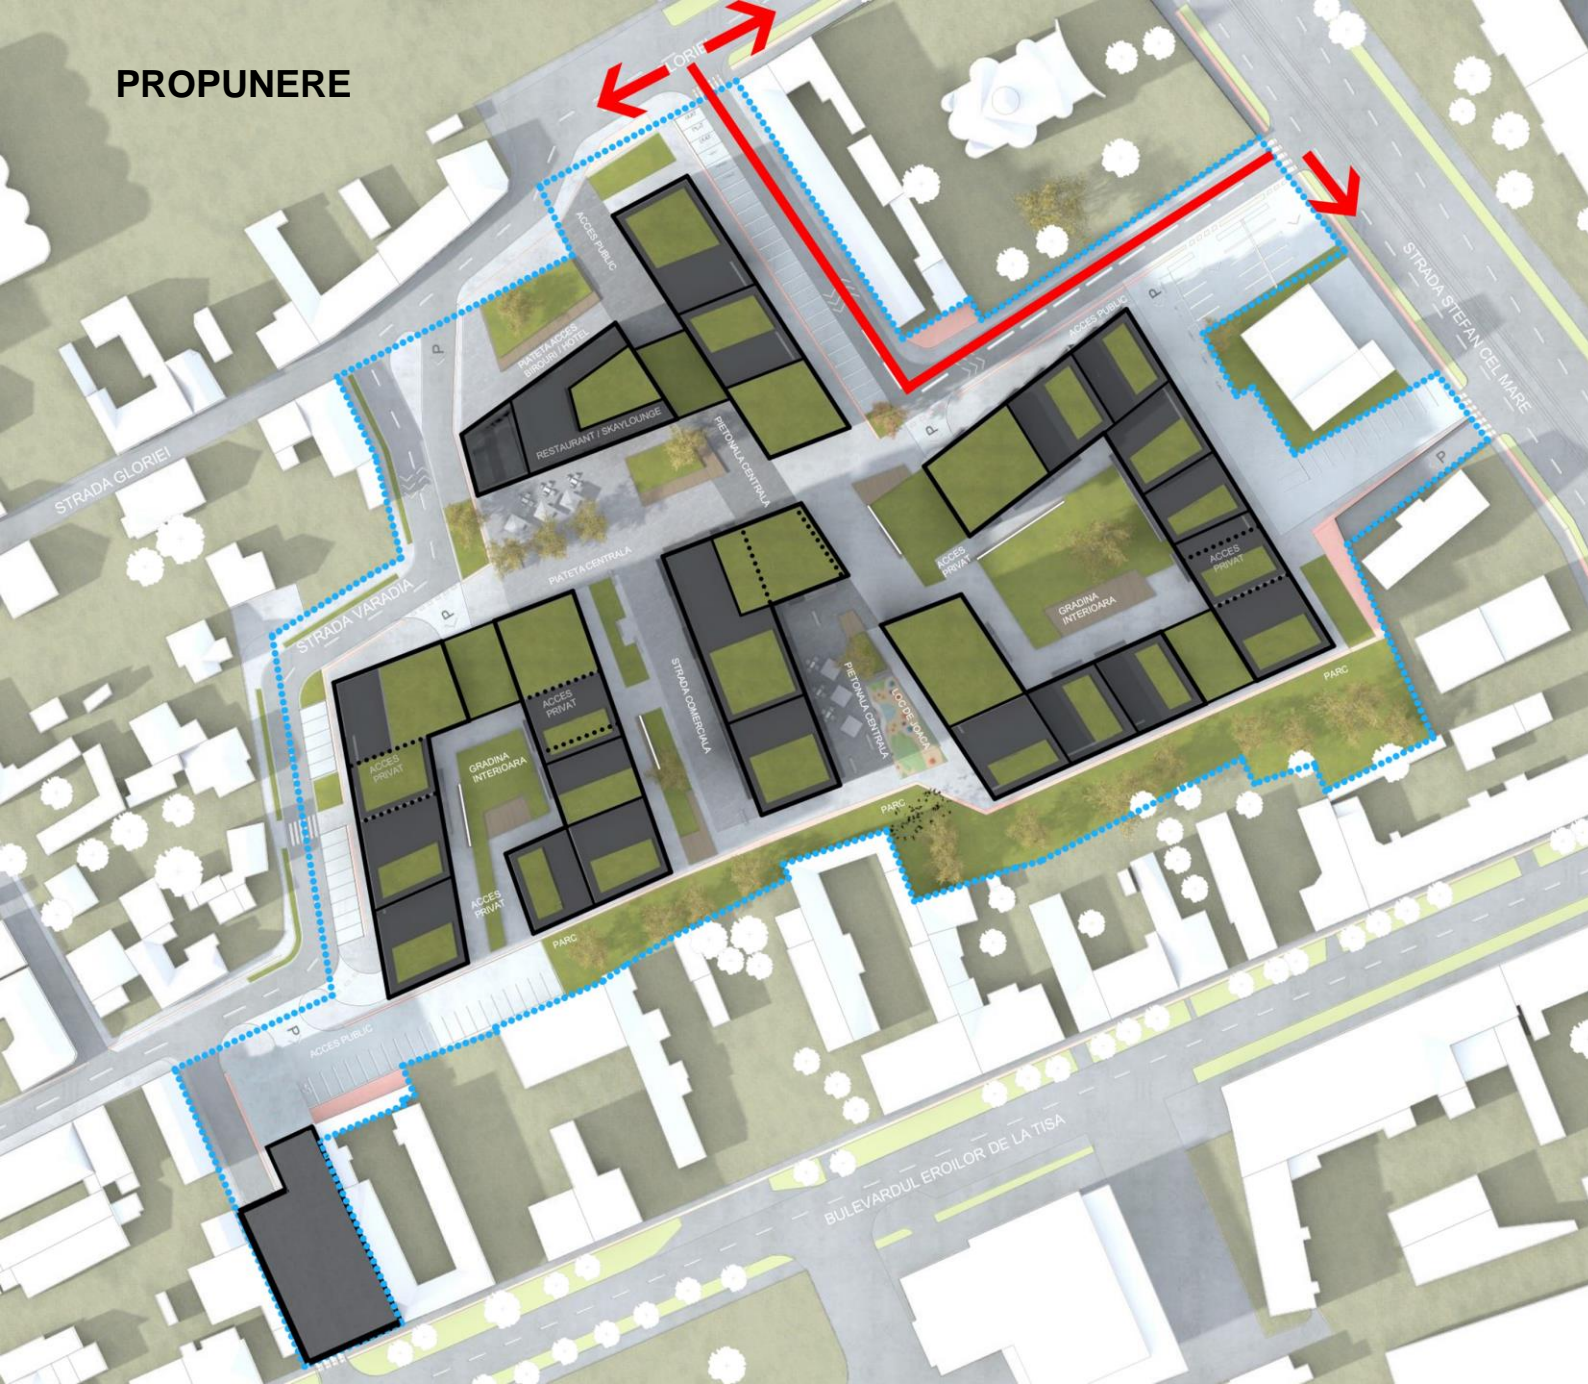 PROPUNERE
LORIE
ACCES PUBLIC
STRADA STEFAN CEL MARE
PIATETA ACCES
BIROURI / HOTEL
P
P
ACCES PUBLIC
RESTAURANT / SKAYLOUNGE
PIETONALA CENTRALA
P
STRADA GLORIEI
P
PIATETA CENTRALA
ACCES
PRIVAT
ACCES
PRIVAT
STRADA VARADIA
P
GRADINA
INTERIOARA
STRADA COMERCIALA
PIETONALA CENTRALA
LOC DE JOACA
PARC
ACCES
PRIVAT
ACCES
PRIVAT
GRADINA
INTERIOARA
PARC
ACCES
PRIVAT
PARC
P
ACCES PUBLIC
BULEVARDUL EROILOR DE LA TISA